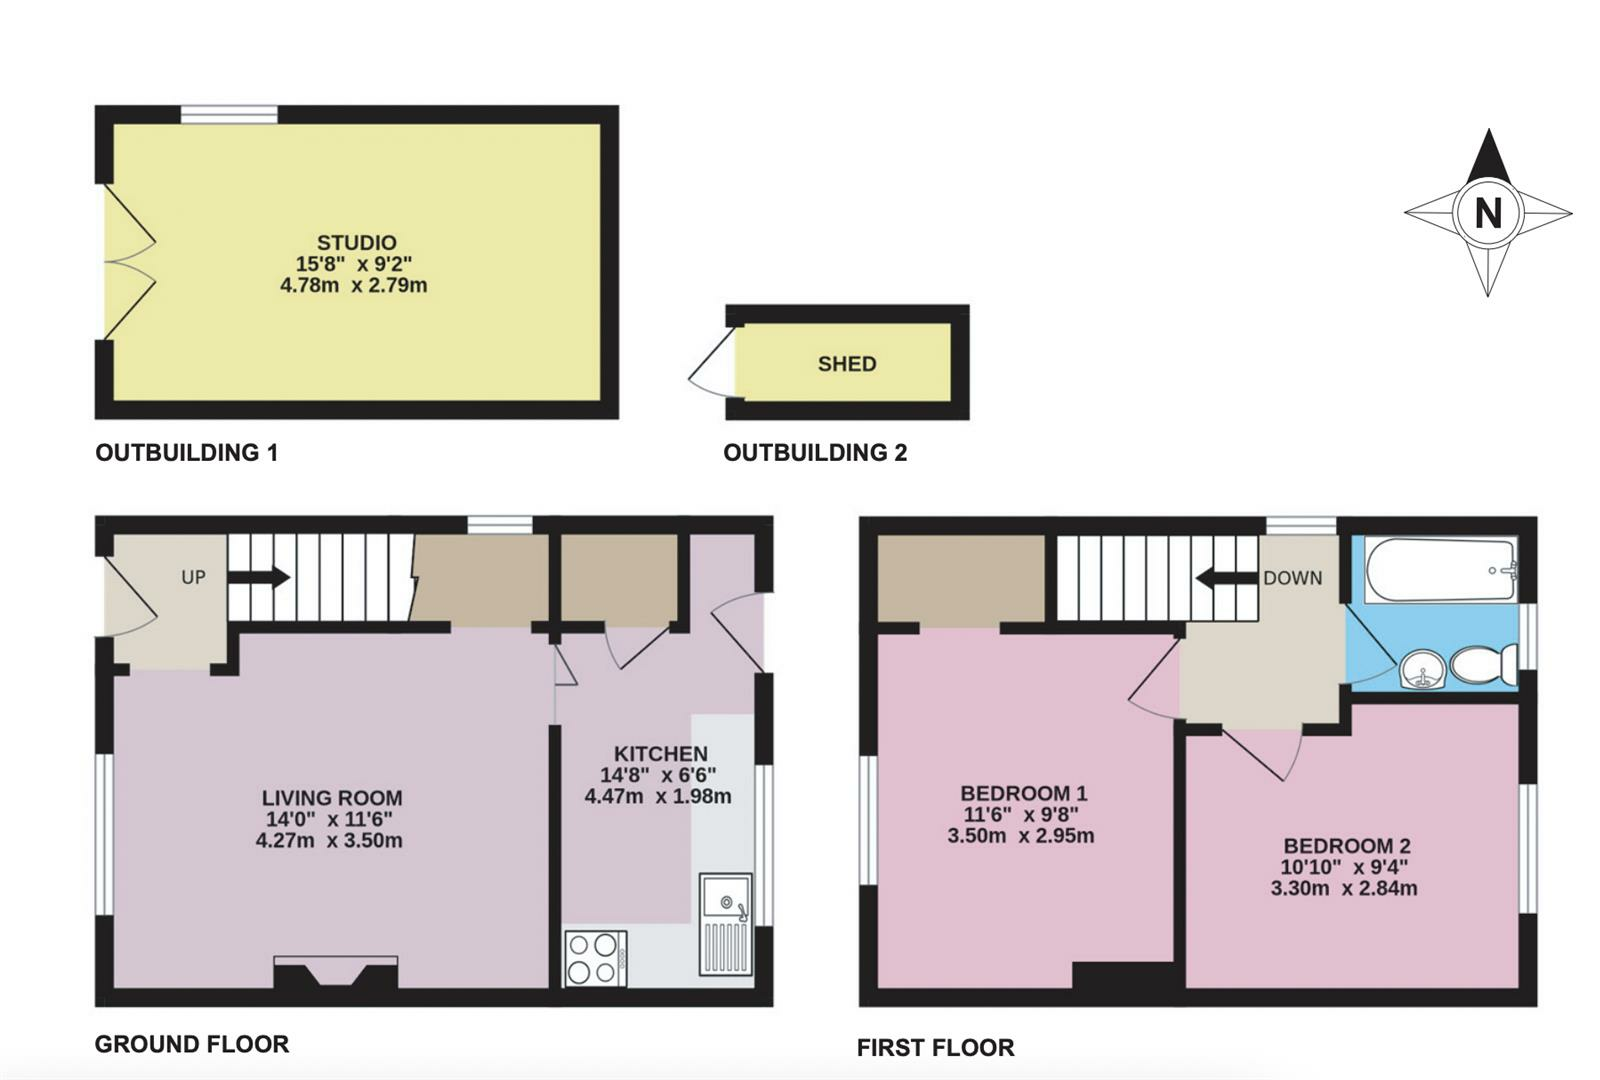 N
STUDIO
15'8" x 9'2"
4.78m x 2.79m
SHED
OUTBUILDING 1
OUTBUILDING 2
UP
LIVING ROOM
14'0" x 11'6"
4.27m x 3.50m
KITCHEN
14'8" x 6'6"
4.47m x 1.98m
GROUND FLOOR
DOWN
BEDROOM 1
11'6" x 9'8"
3.50m x 2.95m
BEDROOM 2
10'10" x 9'4"
3.30m x 2.84m
FIRST FLOOR